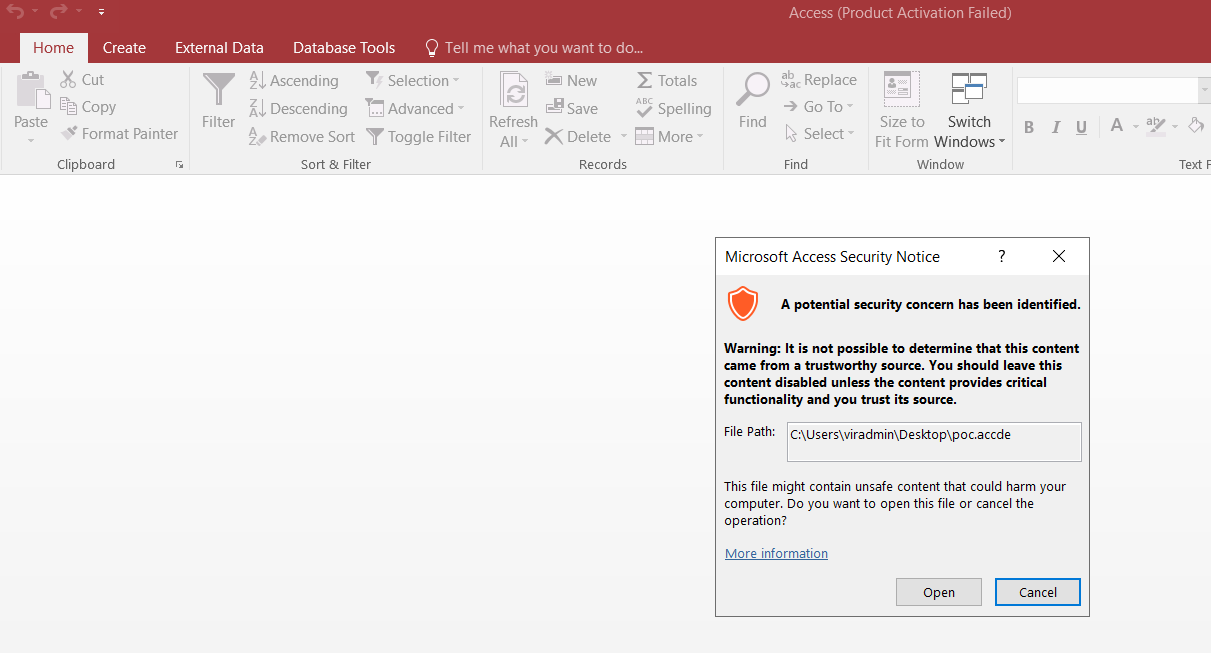 Access (Product Activation Failed)
Home Create External Data Database Tools Tell me what you want to do...
Paste
Cut
Copy
Format Painter
Clipboard
Filter
Ascending
Descending
Remove Sort
Selection
Advanced
Toggle Filter
Sort & Filter
Refresh
All
New
Save
Delete
Totals
Spelling
More
Records
Find
Replace
Go To
Select
Find
Size to
Fit Form
Switch
Windows
Window
B I U A ab
Text F
Microsoft Access Security Notice ?
A potential security concern has been identified.
Warning: It is not possible to determine that this content
came from a trustworthy source. You should leave this
content disabled unless the content provides critical
functionality and you trust its source.
File Path: C:\Users\viradmin\Desktop\poc.accde
This file might contain unsafe content that could harm your
computer. Do you want to open this file or cancel the
operation?
More information
Open Cancel